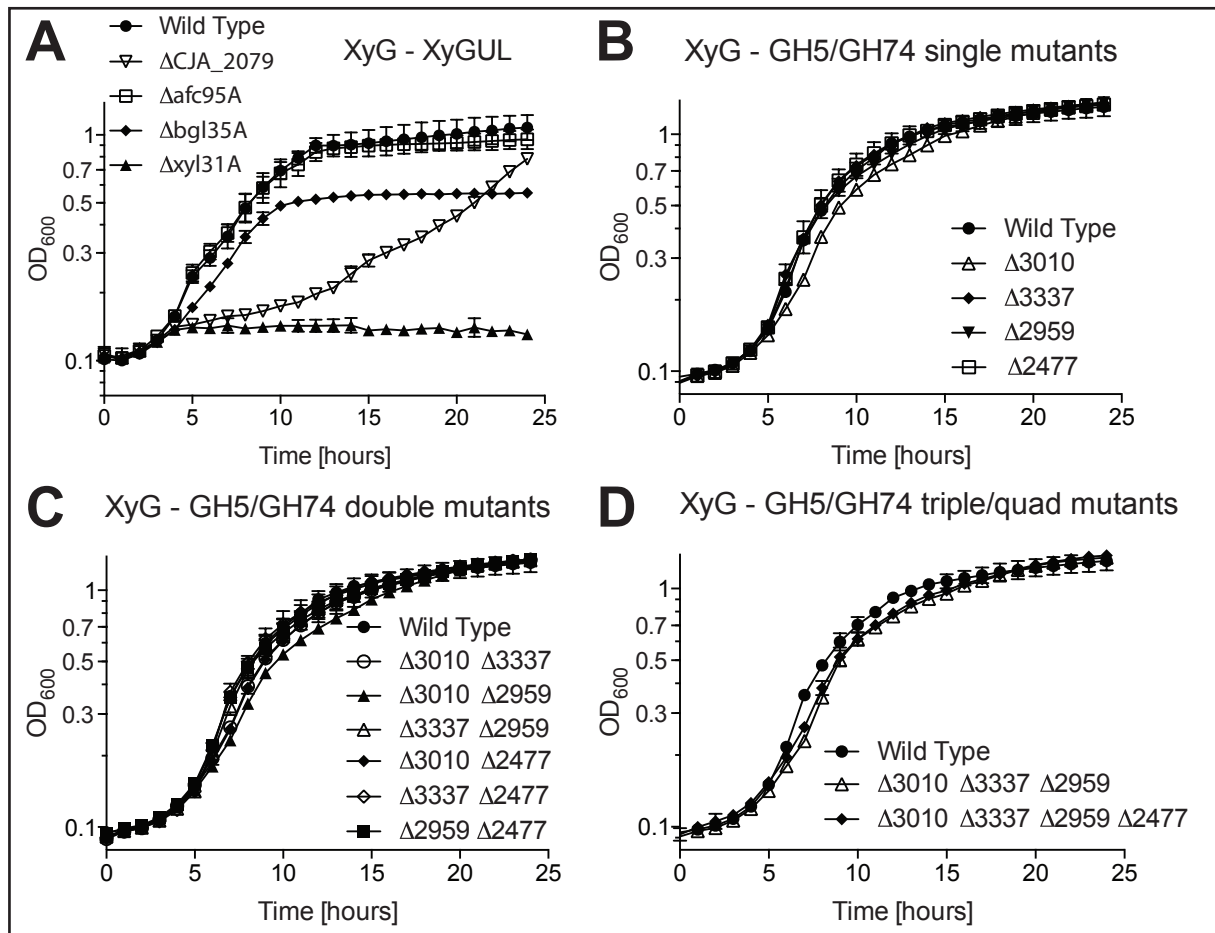 A
Wild Type
ΔCJA_2079
Δafc95A
Δbgl35A
Δxyl31A
XyG - XyGUL
OD600
1
0.7
0.5
0.3
0.1
0 5 10 15 20 25
Time [hours]
B
XyG - GH5/GH74 single mutants
OD600
1
0.7
0.5
0.3
0.1
Wild Type
Δ3010
Δ3337
Δ2959
Δ2477
0 5 10 15 20 25
Time [hours]
C
XyG - GH5/GH74 double mutants
OD600
1
0.7
0.5
0.3
0.1
Wild Type
Δ3010 Δ3337
Δ3010 Δ2959
Δ3337 Δ2959
Δ3010 Δ2477
Δ3337 Δ2477
Δ2959 Δ2477
0 5 10 15 20 25
Time [hours]
D
XyG - GH5/GH74 triple/quad mutants
OD600
1
0.7
0.5
0.3
0.1
Wild Type
Δ3010 Δ3337 Δ2959
Δ3010 Δ3337 Δ2959 Δ2477
0 5 10 15 20 25
Time [hours]